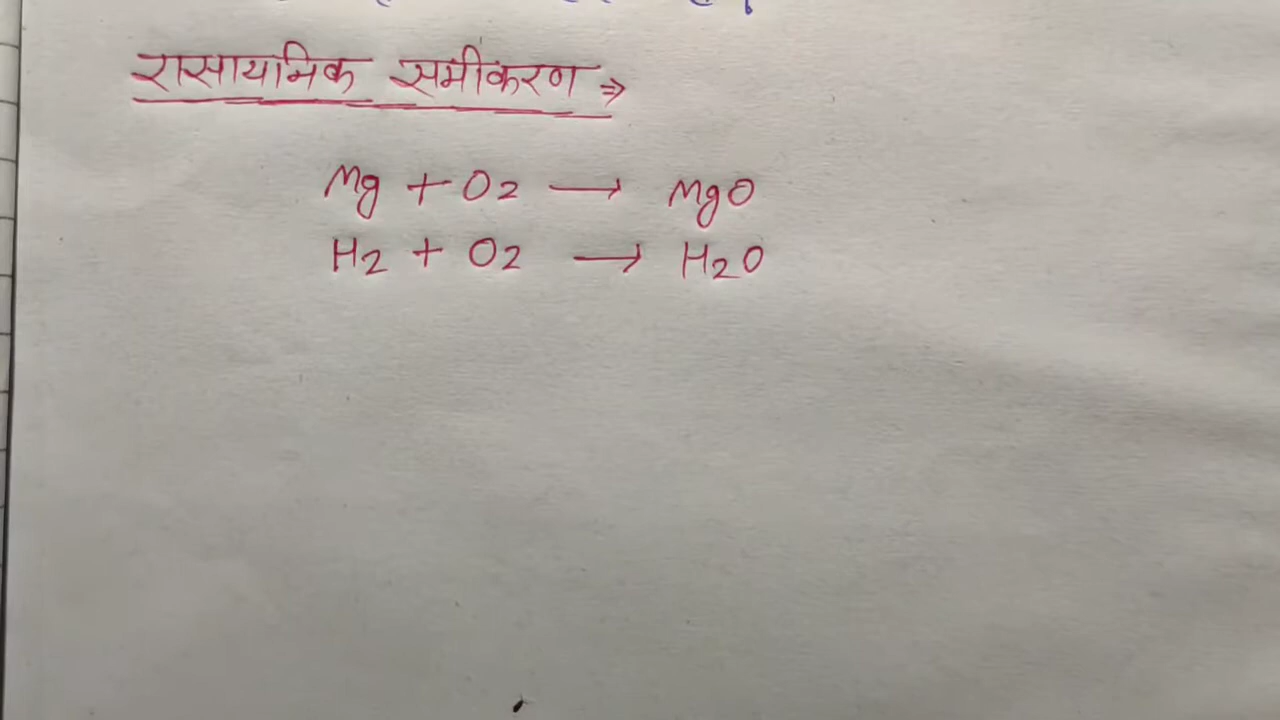 रासायनिक समीकरण ⇒
Mg + O2 → MgO
H2 + O2 → H2O